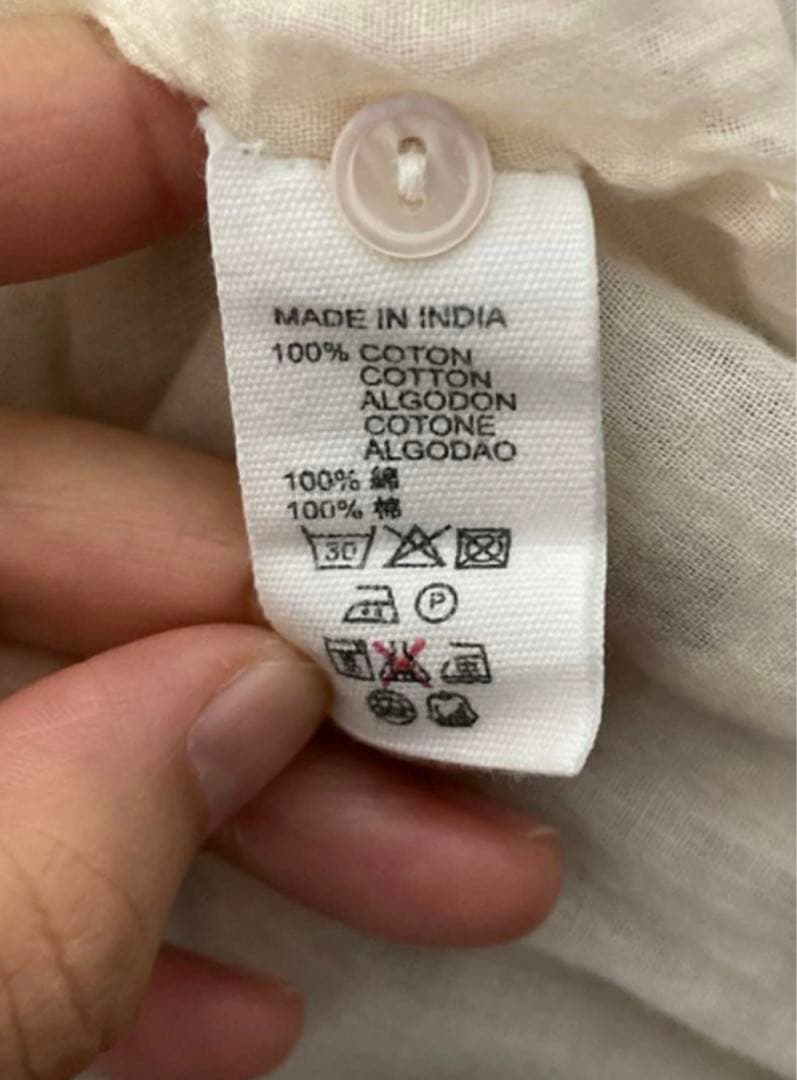 MADE IN INDIA
100% COTON
COTTON
ALGODON
COTONE
ALGODAO
100% 綿
100% 棉
30
P